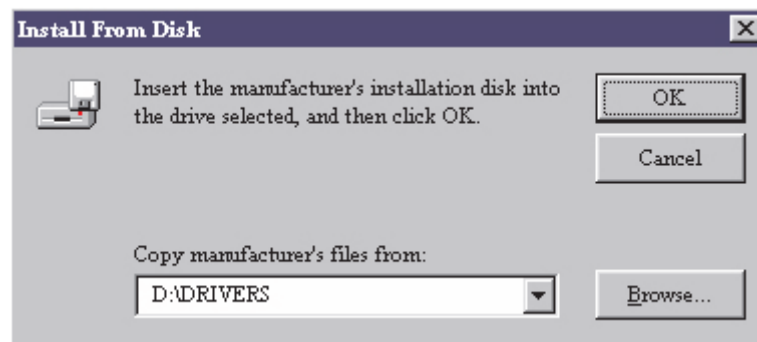 Install From Disk
Insert the manufacturer's installation disk into
the drive selected, and then click OK.
OK
Cancel
Copy manufacturer's files from:
D:\DRIVERS
Browse...